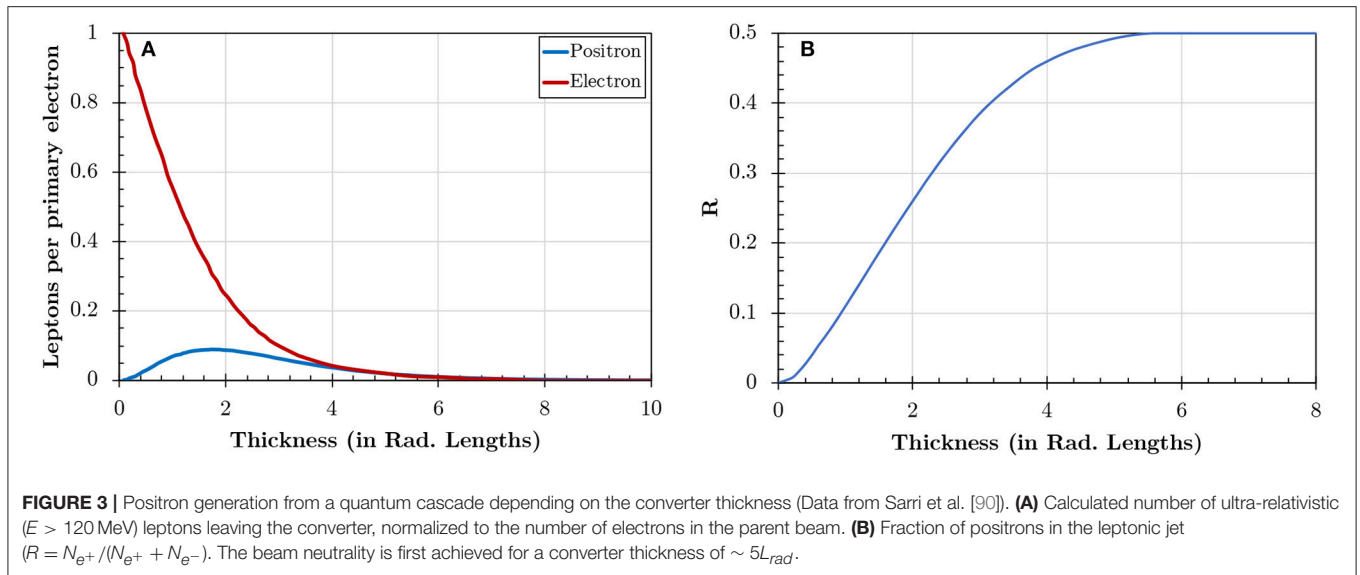 A
Positron
Electron
Leptons per primary electron
1
0.8
0.6
0.4
0.2
0
0 2 4 6 8 10
Thickness (in Rad. Lengths)
B
R
0.5
0.4
0.3
0.2
0.1
0
0 2 4 6 8
Thickness (in Rad. Lengths)
FIGURE 3 | Positron generation from a quantum cascade depending on the converter thickness (Data from Sarri et al. [90]). (A) Calculated number of ultra-relativistic
(E > 120 MeV) leptons leaving the converter, normalized to the number of electrons in the parent beam. (B) Fraction of positrons in the leptonic jet
(R = Ne+/(Ne+ + Ne−). The beam neutrality is first achieved for a converter thickness of ∼ 5Lrad.